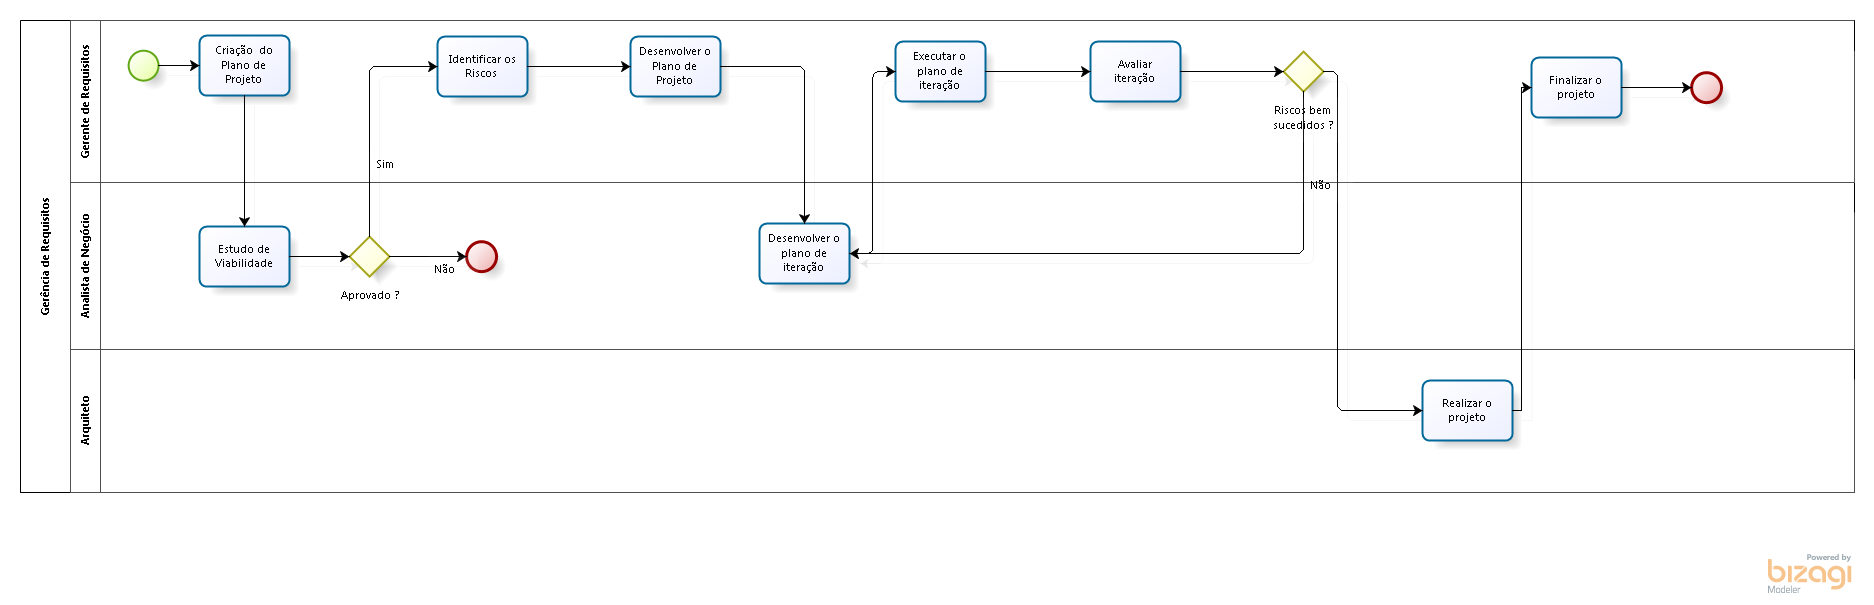 Gerência de Requisitos
Gerente de Requisitos
Criação do
Plano de
Projeto
Identificar os
Riscos
Desenvolver o
Plano de
Projeto
Executar o
plano de
iteração
Avaliar
iteração
Riscos bem
sucedidos ?
Finalizar o
projeto
Sim
Não
Analista de Negócio
Estudo de
Viabilidade
Aprovado ?
Não
Desenvolver o
plano de
iteração
Arquiteto
Realizar o
projeto
Powered by
bizagi
Modeler